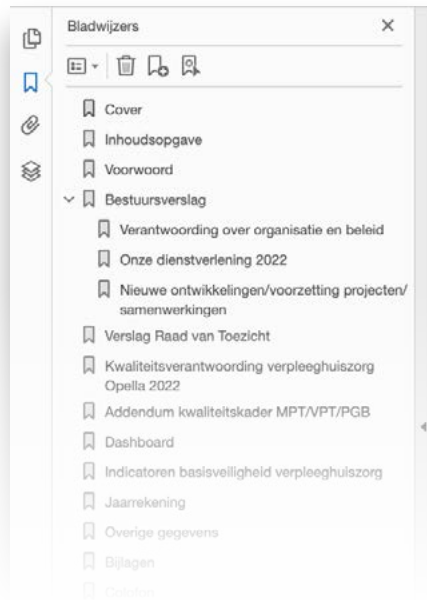 Bladwijzers
Cover
Inhoudsopgave
Voorwoord
Bestuursverslag
Verantwoording over organisatie en beleid
Onze dienstverlening 2022
Nieuwe ontwikkelingen/voorzetting projecten/
samenwerkingen
Verslag Raad van Toezicht
Kwaliteitsverantwoording verpleeghuiszorg
Opella 2022
Addendum kwaliteitskader MPT/VPT/PGB
Dashboard
Indicatoren basisveiligheid verpleeghuiszorg
Jaarrekening
Overige gegevens
Bijlagen
Colofon